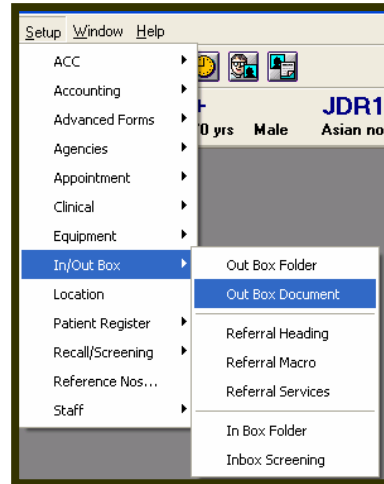 Setup Window Help
ACC
Accounting
Advanced Forms
Agencies
Appointment
Clinical
Equipment
In/Out Box
Location
Patient Register
Recall/Screening
Reference Nos...
Staff
JDR1
0 yrs Male Asian no
Out Box Folder
Out Box Document
Referral Heading
Referral Macro
Referral Services
In Box Folder
Inbox Screening